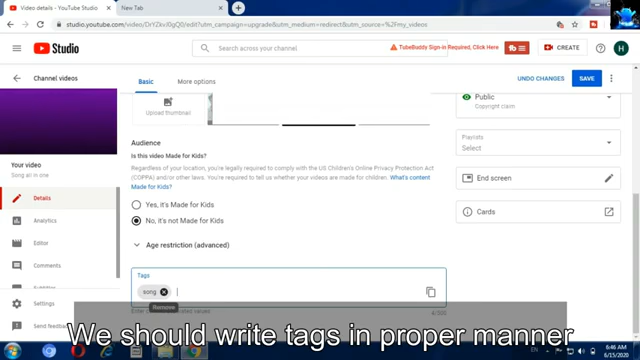 Video details - YouTube Studio
New Tab
studio.youtube.com/video/DrYZkvJ0gQ0/edit?utm_campaign=upgrade&utm_medium=redirect&utm_source=%2Fmy_videos
Studio
Search across your channel
TubeBuddy Sign-in Required, Click Here
CREATE
H
Channel videos
Basic
More options
UNDO CHANGES
SAVE
Upload thumbnail
Public
Copyright claim
Audience
Is this video Made for Kids?
Regardless of your location, you're legally required to comply with the US Children's Online Privacy Protection Act
(COPPA) and/or other laws. You're required to tell us whether your videos are made for children. What's content
Made for Kids?
Playlists
Select
Your video
Song all in one
End screen
Details
Yes, it's Made for Kids
Cards
Analytics
No, it's not Made for Kids
Editor
Age restriction (advanced)
Comments
Subtitles
Tags
song
Settings
Remove
Enter comma-separated values
4/500
Send feedback
We should write tags in proper manner
EN
6:46 AM
6/15/2020